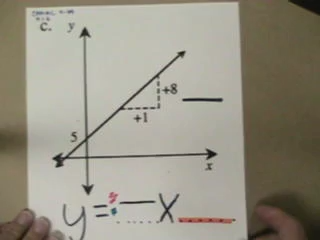 c. y
+8
+1
5
x
y = x